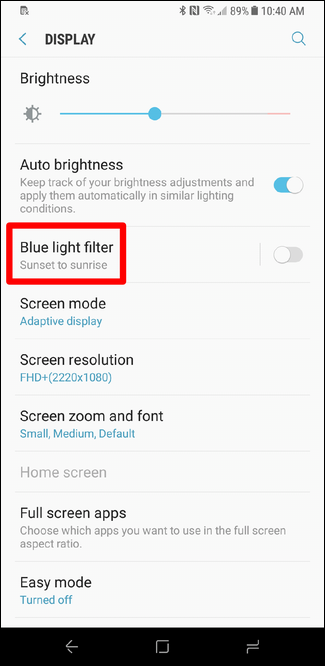 89% 10:40 AM
DISPLAY
Brightness
Auto brightness
Keep track of your brightness adjustments and
apply them automatically in similar lighting
conditions.
Blue light filter
Sunset to sunrise
Screen mode
Adaptive display
Screen resolution
FHD+(2220x1080)
Screen zoom and font
Small, Medium, Default
Home screen
Full screen apps
Choose which apps you want to use in the full screen
aspect ratio.
Easy mode
Turned off